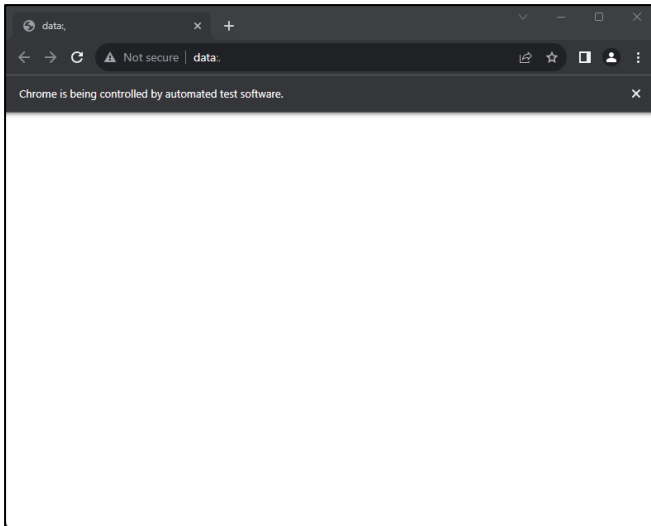 data:,
Not secure | data:,
Chrome is being controlled by automated test software.